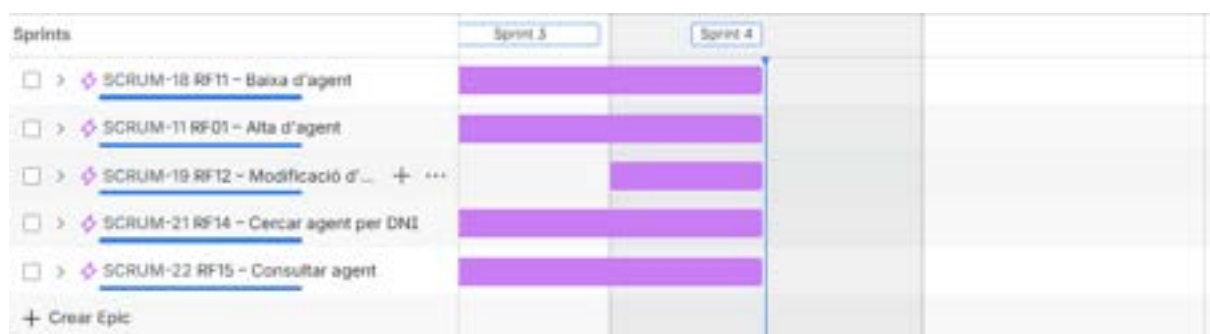 Sprints
Sprint 3
Sprint 4
SCRUM-18 RF11 – Baixa d'agent
SCRUM-11 RF01 – Alta d'agent
SCRUM-19 RF12 – Modificació d'...
SCRUM-21 RF14 – Cercar agent per DNI
SCRUM-22 RF15 – Consultar agent
+ Crear Epic